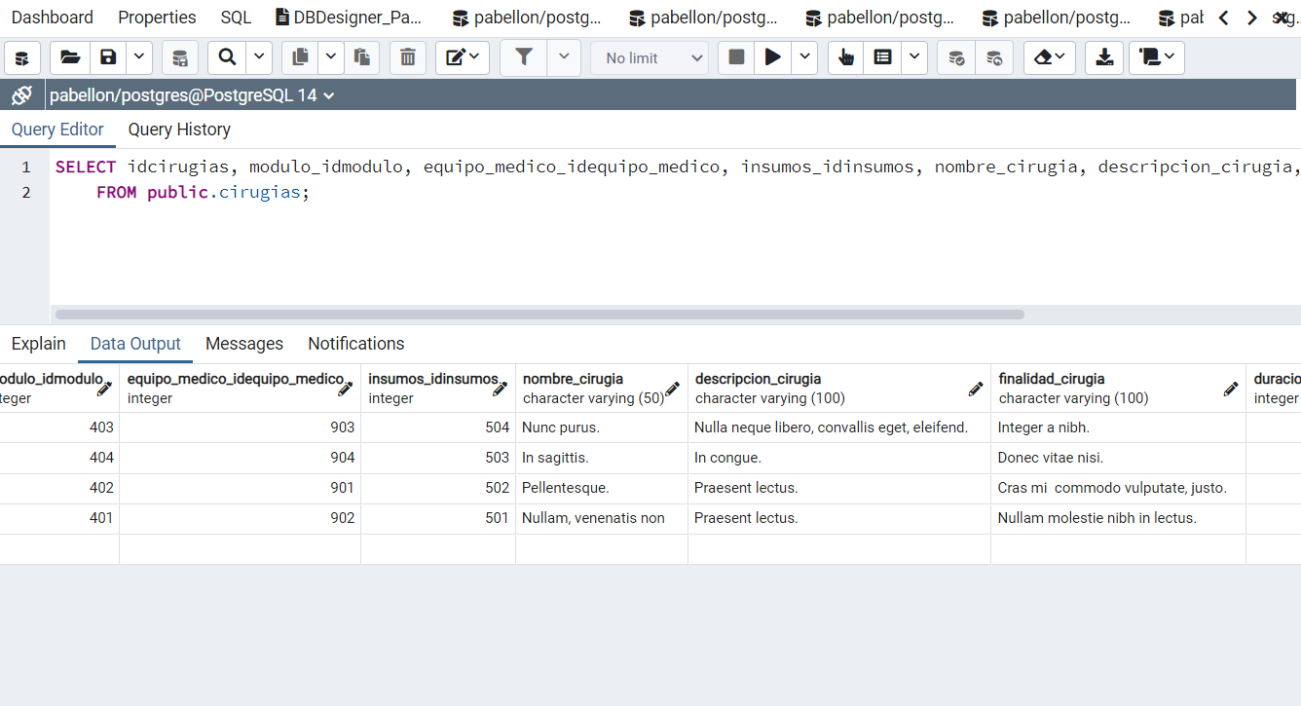 Dashboard Properties SQL DBDesigner_Pa... pabellon/postg... pabellon/postg... pabellon/postg... pabellon/postg...
No limit
pabellon/postgres@PostgreSQL 14
Query Editor Query History
1 SELECT idcirugias, modulo_idmodulo, equipo_medico_idequipo_medico, insumos_idinsumos, nombre_cirugia, descripcion_cirugia,
2 FROM public.cirugias;
Explain Data Output Messages Notifications
odulo_idmodulo equipo_medico_idequipo_medico insumos_idinsumos nombre_cirugia descripcion_cirugia finalidad_cirugia duracio
teger integer integer character varying (50) character varying (100) character varying (100) integer
403 903 504 Nunc purus. Nulla neque libero, convallis eget, eleifend. Integer a nibh.
404 904 503 In sagittis. In congue. Donec vitae nisi.
402 901 502 Pellentesque. Praesent lectus. Cras mi commodo vulputate, justo.
401 902 501 Nullam, venenatis non Praesent lectus. Nullam molestie nibh in lectus.